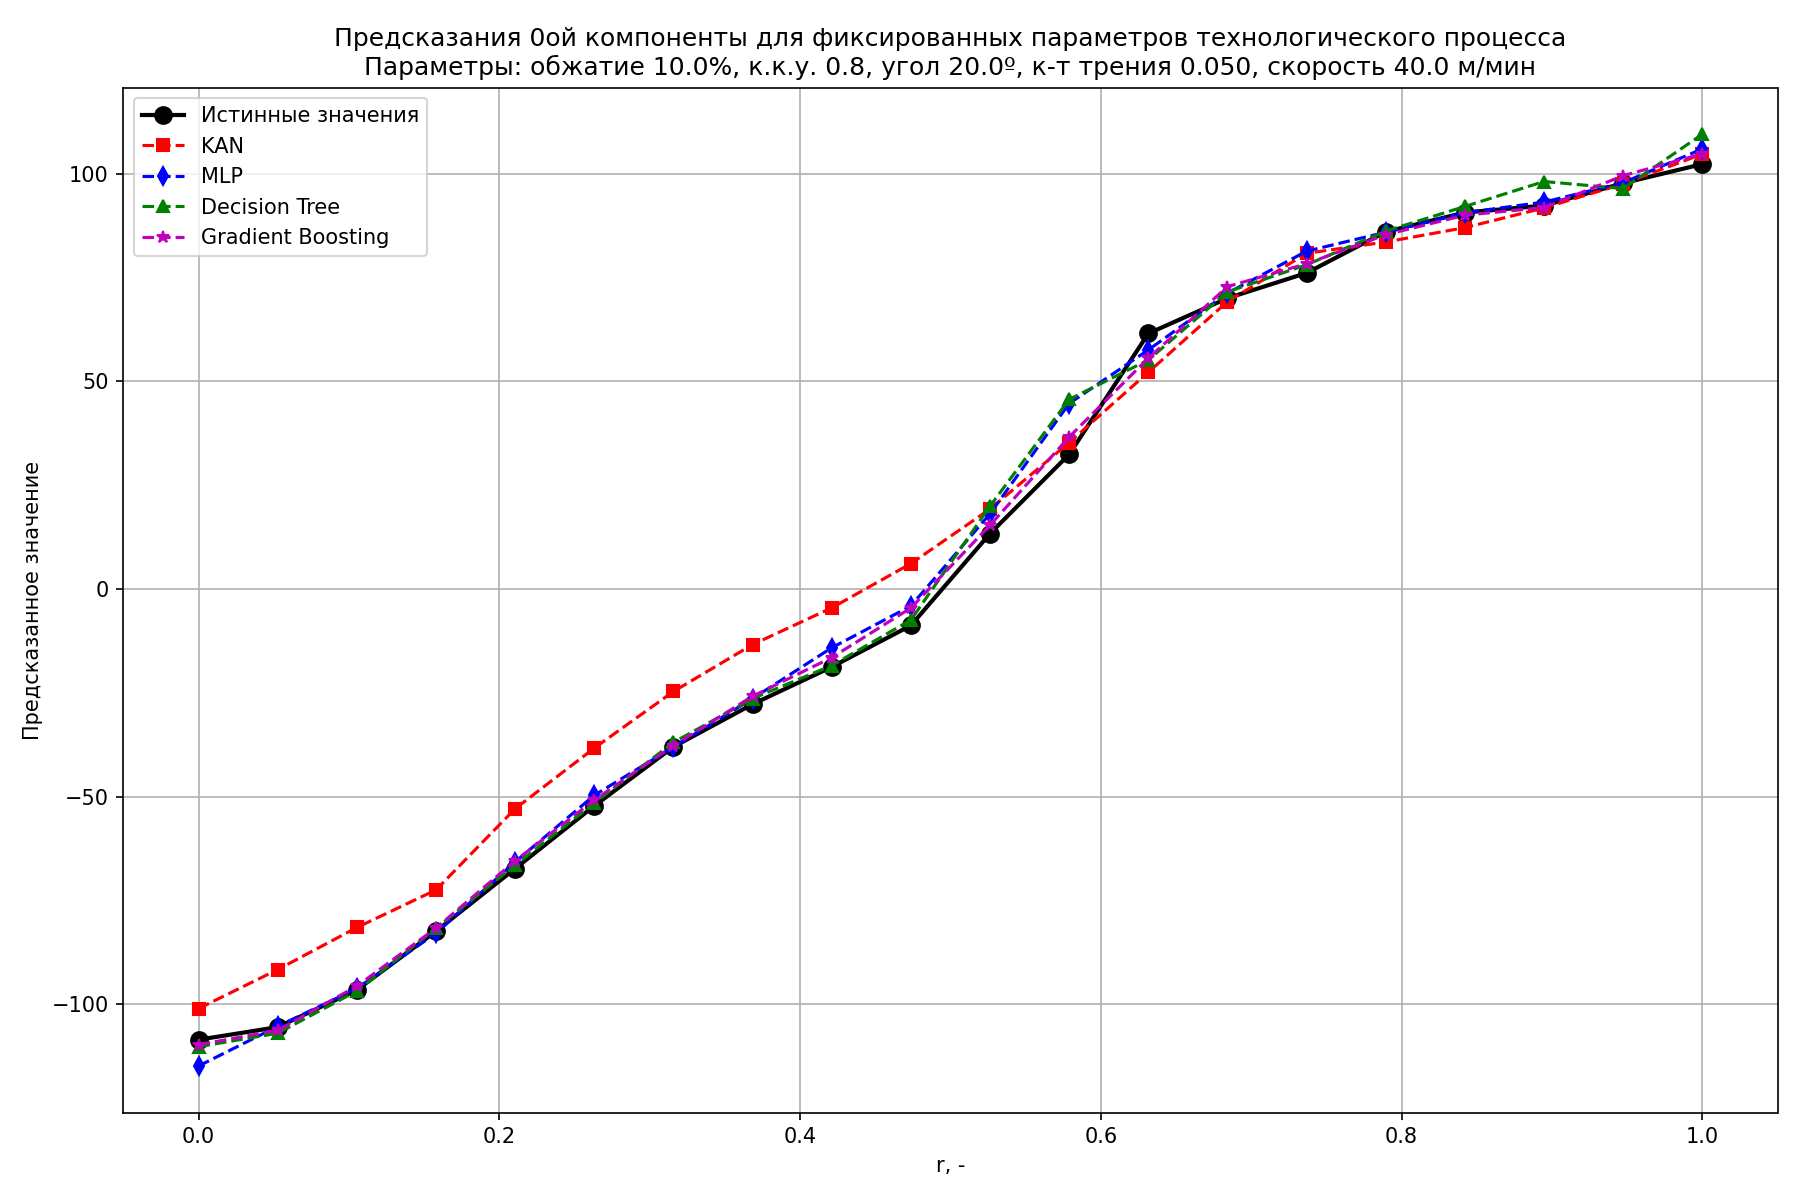 Предсказания 0ой компоненты для фиксированных параметров технологического процесса
Параметры: обжатие 10.0%, к.к.у. 0.8, угол 20.0º, к-т трения 0.050, скорость 40.0 м/мин
Истинные значения
KAN
MLP
Decision Tree
Gradient Boosting
Предсказанное значение
100
50
0
−50
−100
0.0 0.2 0.4 0.6 0.8 1.0
r, -